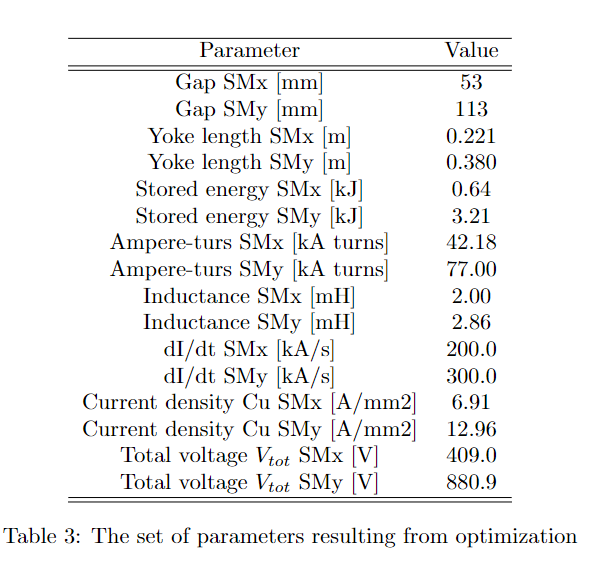 Parameter Value
Gap SMx [mm] 53
Gap SMy [mm] 113
Yoke length SMx [m] 0.221
Yoke length SMy [m] 0.380
Stored energy SMx [kJ] 0.64
Stored energy SMy [kJ] 3.21
Ampere-turs SMx [kA turns] 42.18
Ampere-turs SMy [kA turns] 77.00
Inductance SMx [mH] 2.00
Inductance SMy [mH] 2.86
dI/dt SMx [kA/s] 200.0
dI/dt SMy [kA/s] 300.0
Current density Cu SMx [A/mm2] 6.91
Current density Cu SMy [A/mm2] 12.96
Total voltage V_tot SMx [V] 409.0
Total voltage V_tot SMy [V] 880.9
Table 3: The set of parameters resulting from optimization